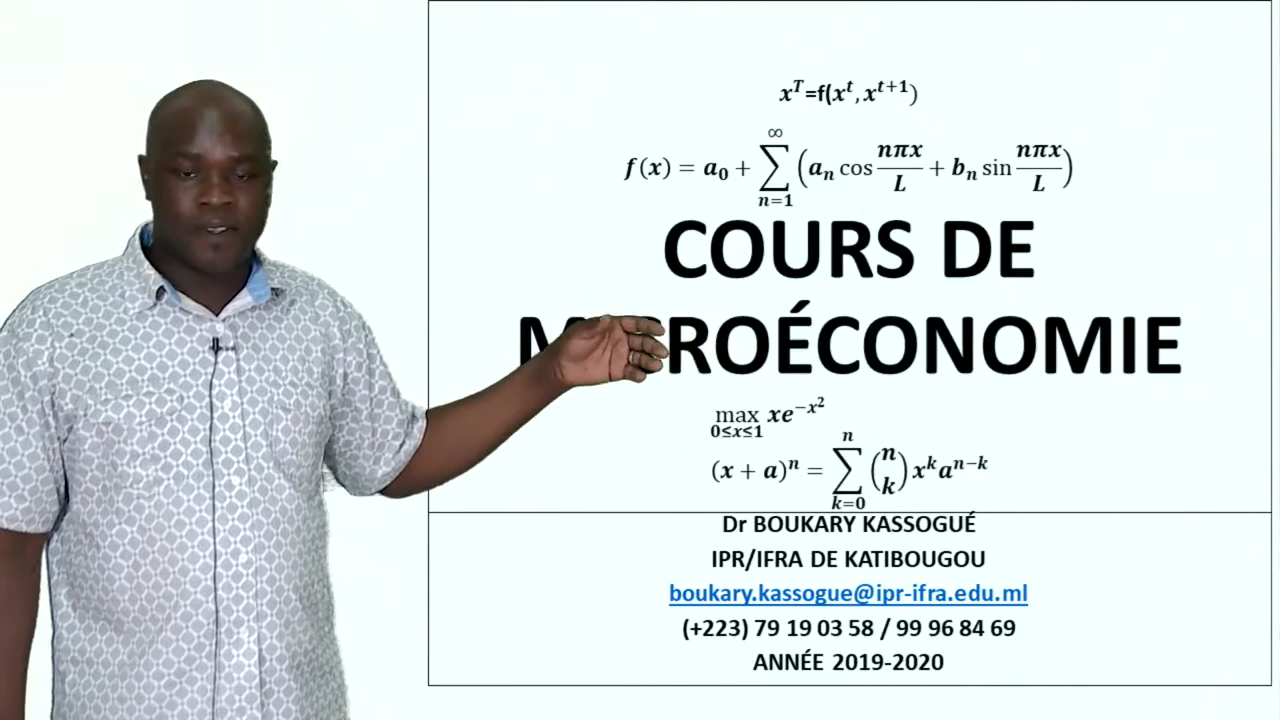 x^T=f(x^t, x^{t+1})
f(x) = a_0 + \sum_{n=1}^{∞} (a_n cos \frac{nπx}{L} + b_n sin \frac{nπx}{L})
COURS DE
M ROÉCONOMIE
max_{0≤x≤1} xe^{-x^2}
(x + a)^n = \sum_{k=0}^{n} \binom{n}{k} x^k a^{n-k}
Dr BOUKARY KASSOGUÉ
IPR/IFRA DE KATIBOUGOU
boukary.kassogue@ipr-ifra.edu.ml
(+223) 79 19 03 58 / 99 96 84 69
ANNÉE 2019-2020